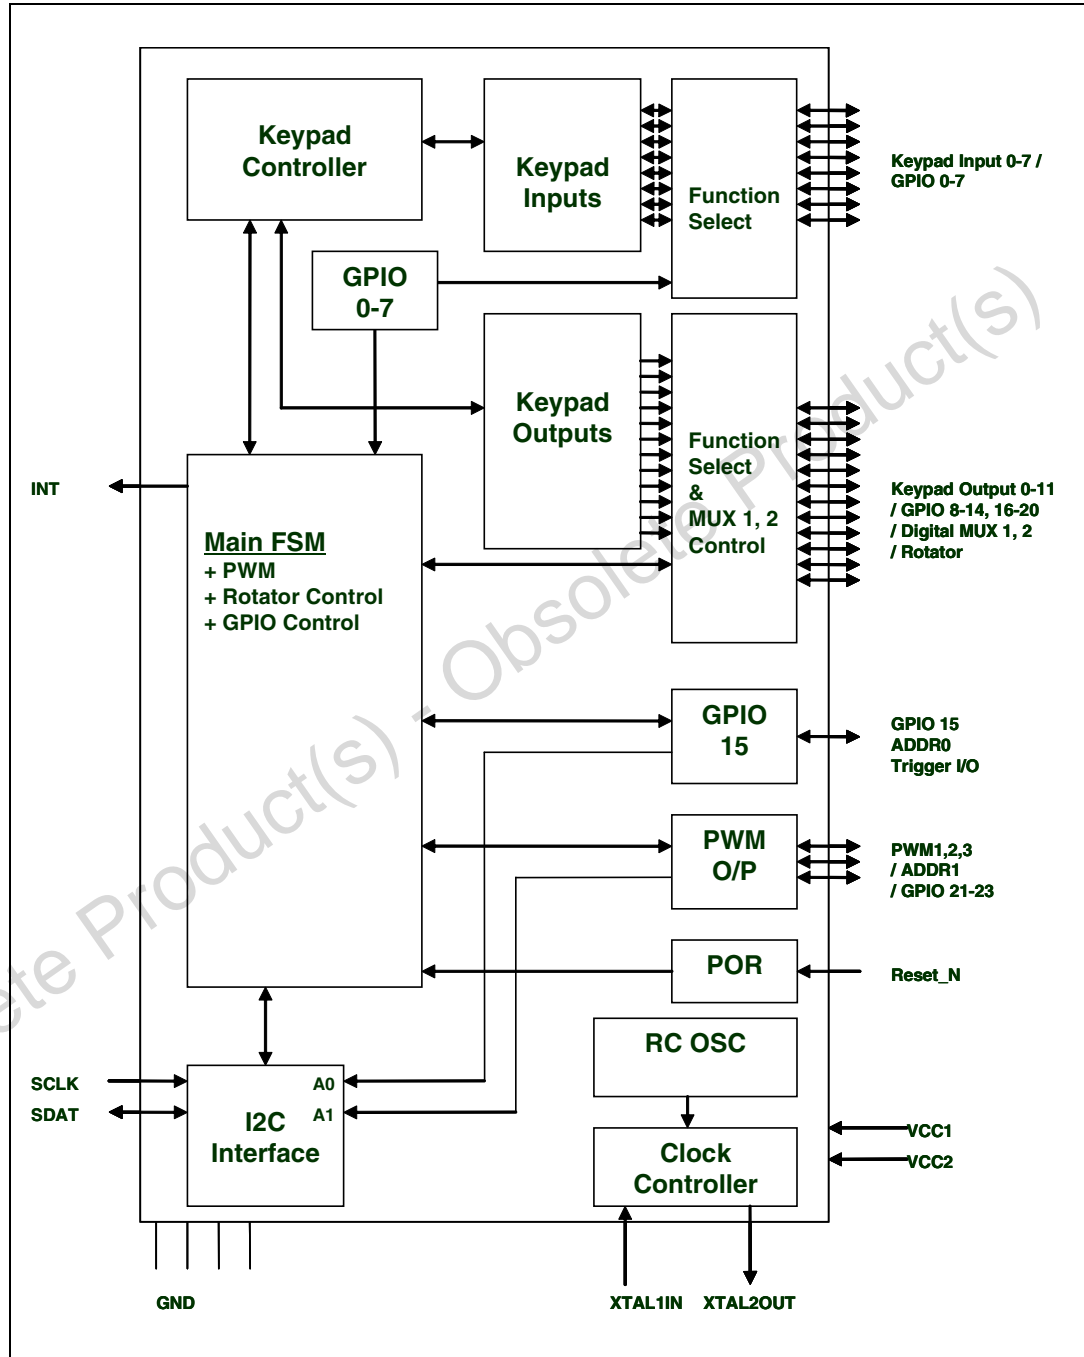 Keypad
Controller
Keypad
Inputs
Function
Select
Keypad Input 0-7 /
GPIO 0-7
GPIO
0-7
Keypad
Outputs
Function
Select
&
MUX 1, 2
Control
Keypad Output 0-11
/ GPIO 8-14, 16-20
/ Digital MUX 1, 2
/ Rotator
INT
Main FSM
+ PWM
+ Rotator Control
+ GPIO Control
GPIO
15
GPIO 15
ADDR0
Trigger I/O
PWM
O/P
PWM1,2,3
/ ADDR1
/ GPIO 21-23
POR
Reset_N
RC OSC
SCLK
SDAT
A0
A1
I2C
Interface
Clock
Controller
VCC1
VCC2
GND
XTAL1IN
XTAL2OUT
ete Product(s) - Obsolete Product(s)